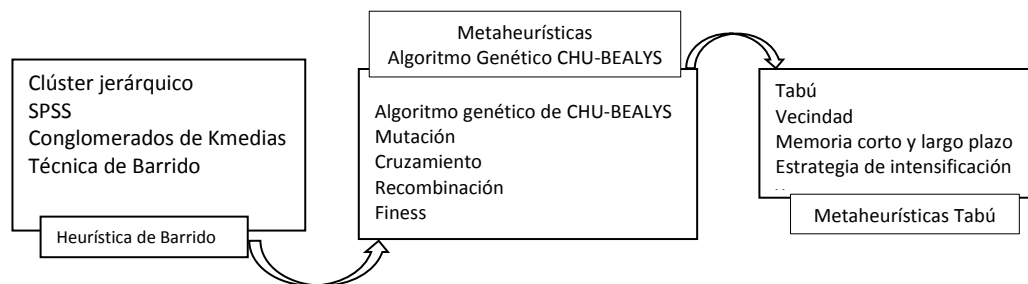 Clúster jerárquico
SPSS
Conglomerados de Kmedias
Técnica de Barrido
Heurística de Barrido
Metaheurísticas
Algoritmo Genético CHU-BEALYS
Algoritmo genético de CHU-BEALYS
Mutación
Cruzamiento
Recombinación
Finess
Tabú
Vecindad
Memoria corto y largo plazo
Estrategia de intensificación
Metaheurísticas Tabú